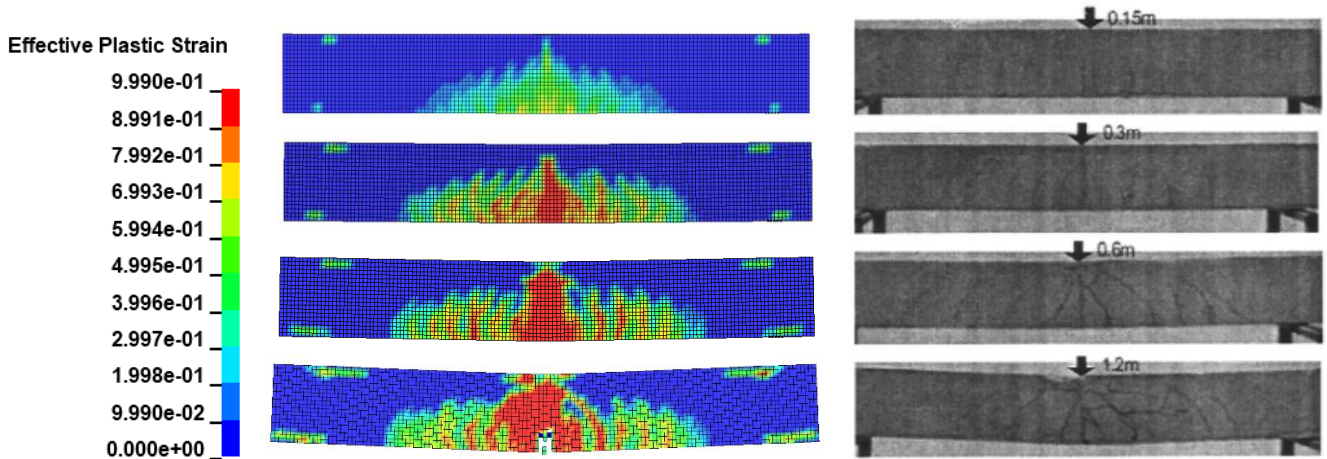 Effective Plastic Strain
9.990e-01
8.991e-01
7.992e-01
6.993e-01
5.994e-01
4.995e-01
3.996e-01
2.997e-01
1.998e-01
9.990e-02
0.000e+00
0.15m
0.3m
0.6m
1.2m